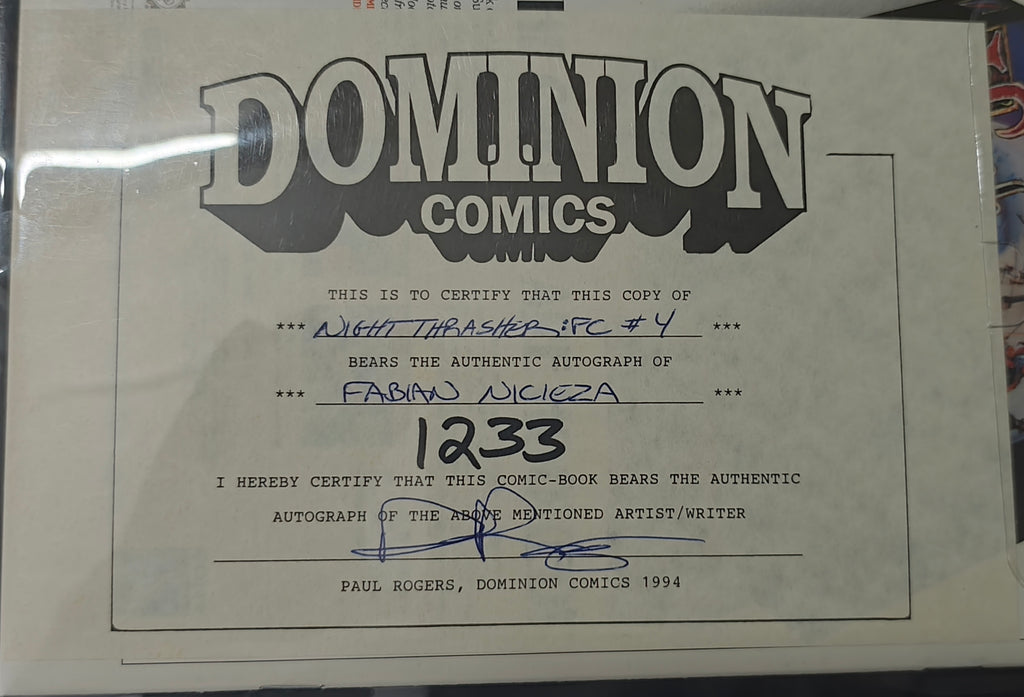 DOMINION
COMICS
THIS IS TO CERTIFY THAT THIS COPY OF
*** NIGHT THRASHER: FC # 4 ***
BEARS THE AUTHENTIC AUTOGRAPH OF
*** FABIAN NICIEZA ***
1233
I HEREBY CERTIFY THAT THIS COMIC-BOOK BEARS THE AUTHENTIC
AUTOGRAPH OF THE ABOVE MENTIONED ARTIST/WRITER
PAUL ROGERS, DOMINION COMICS 1994